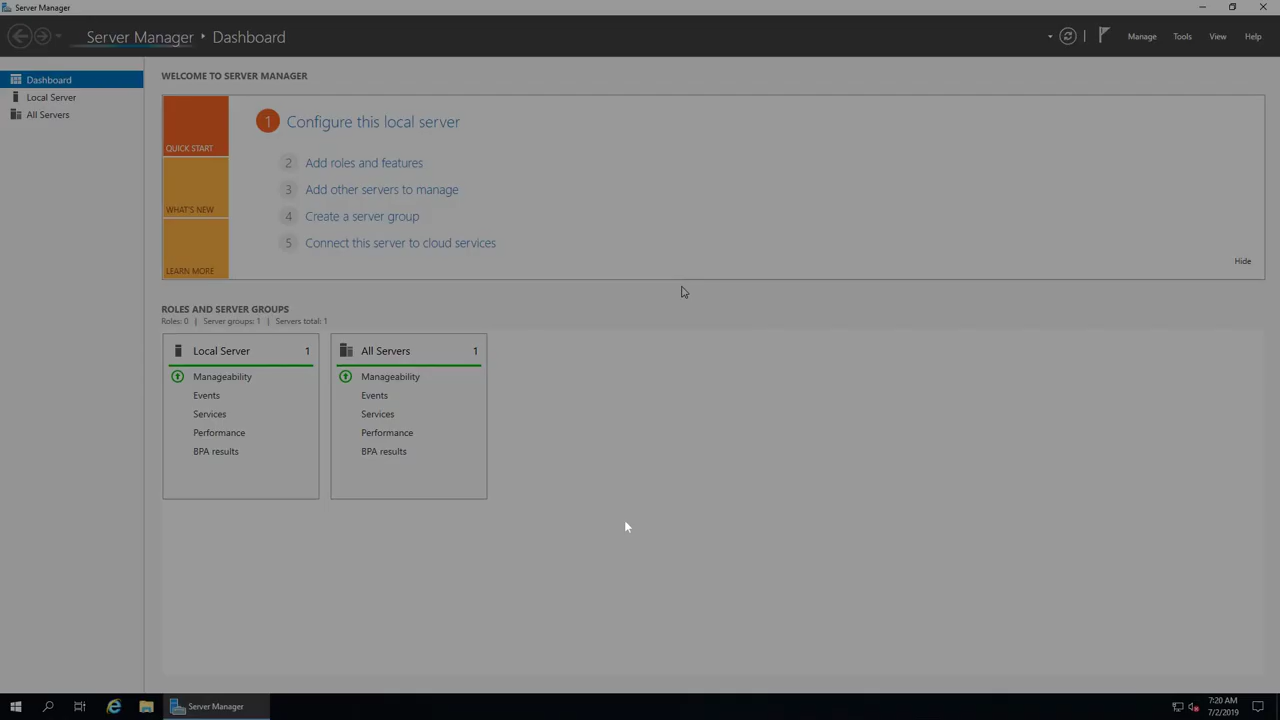 Server Manager
Server Manager ‣ Dashboard
Manage Tools View Help
Dashboard
Local Server
All Servers
WELCOME TO SERVER MANAGER
QUICK START
WHAT'S NEW
LEARN MORE
1 Configure this local server
2 Add roles and features
3 Add other servers to manage
4 Create a server group
5 Connect this server to cloud services
Hide
ROLES AND SERVER GROUPS
Roles: 0 | Server groups: 1 | Servers total: 1
Local Server 1
Manageability
Events
Services
Performance
BPA results
All Servers 1
Manageability
Events
Services
Performance
BPA results
Server Manager
7:20 AM
7/2/2019